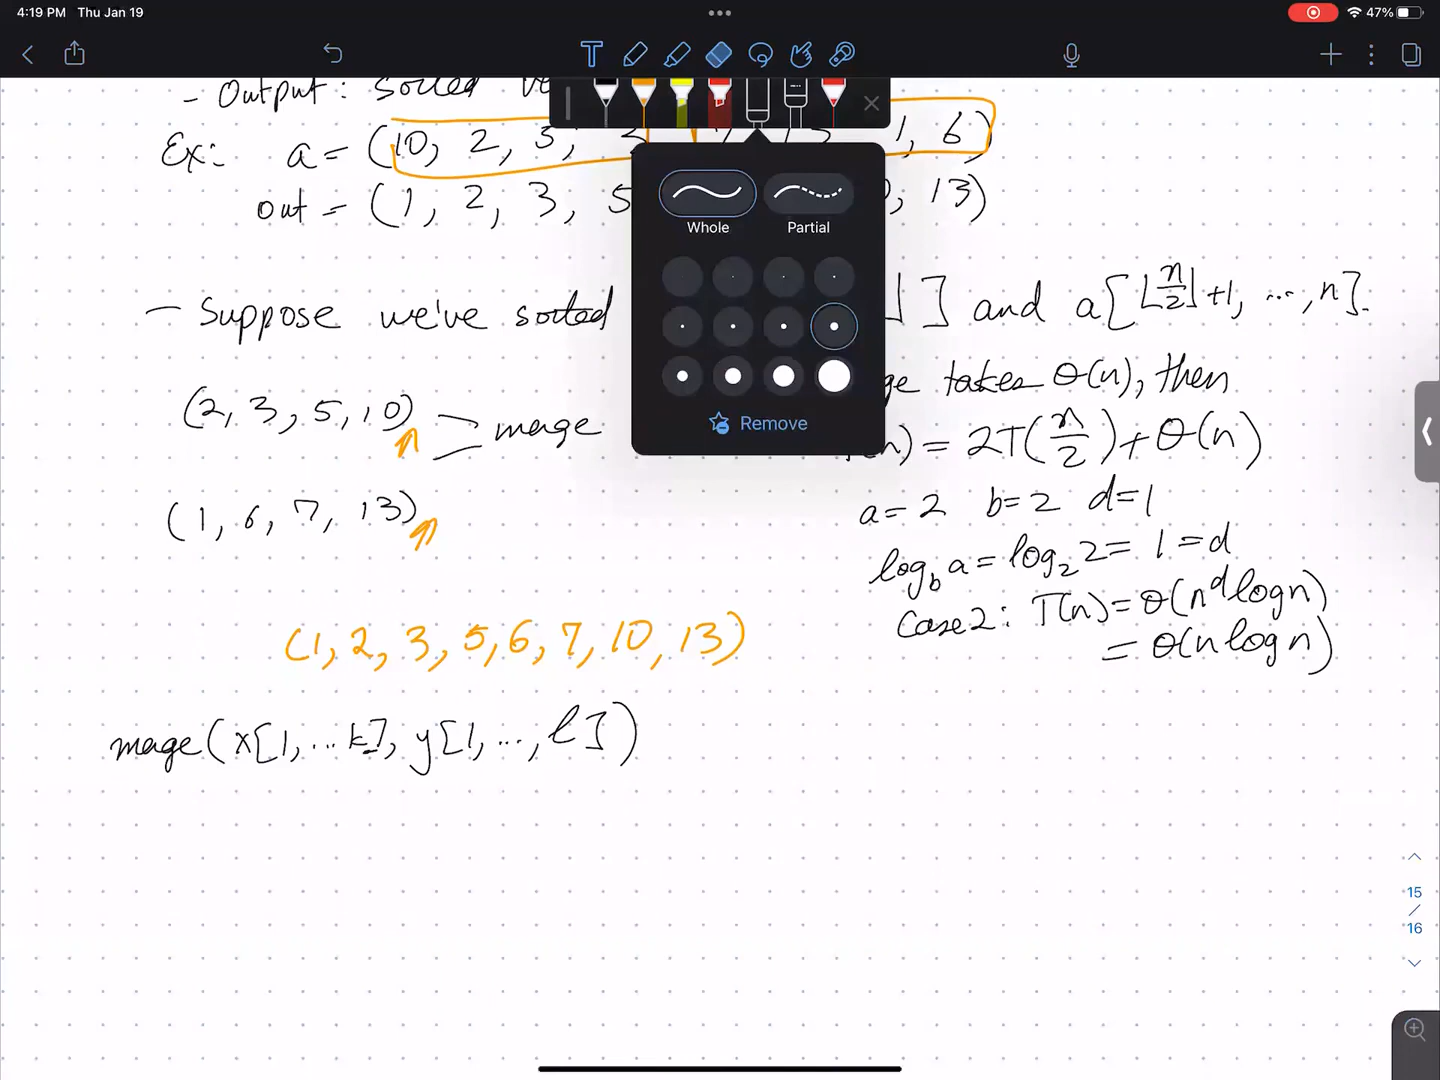 4:19 PM Thu Jan 19
47%
- Output: sorted
Ex: a = (10, 2, 3, 1, 6)
out = (1, 2, 3, 5 , 13)
Whole
Partial
Remove
- Suppose we've sorted ⌋] and a[⌊n/2⌋+1, ..., n].
(2, 3, 5, 10)
merge
takes Θ(n), then
) = 2T(n/2) + Θ(n)
(1, 6, 7, 13)
a = 2 b = 2 d = 1
log_b a = log_2 2 = 1 = d
Case 2: T(n) = Θ(n^d log n)
= Θ(n log n)
(1, 2, 3, 5, 6, 7, 10, 13)
merge(x[1, ... k], y[1, ..., l])
15
/
16